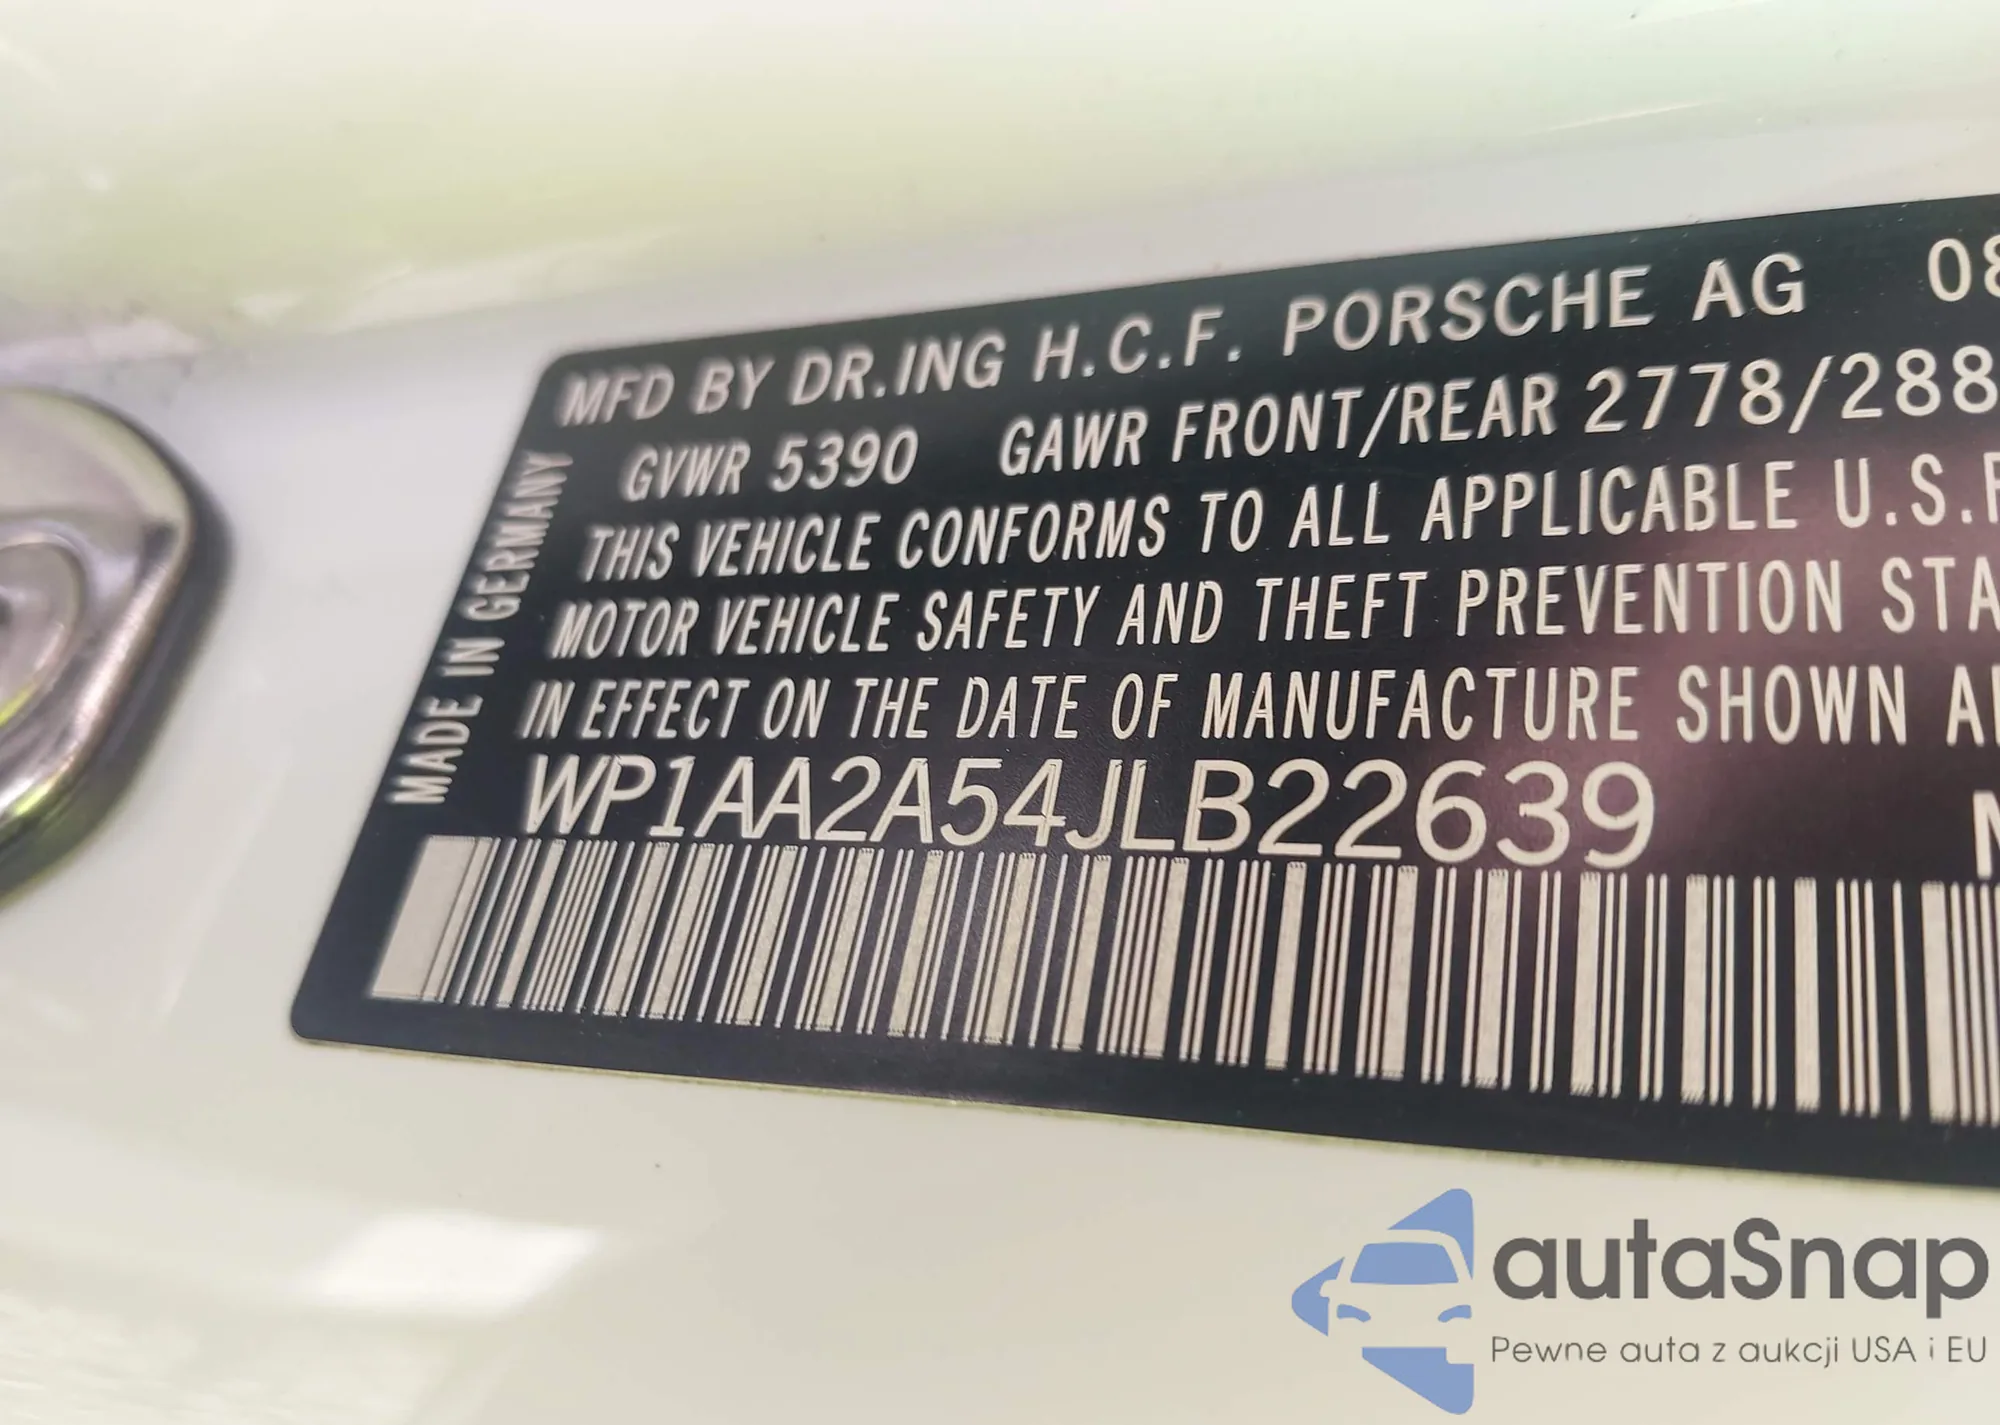 MFD BY DR.ING H.C.F. PORSCHE AG 08
GVWR 5390 GAWR FRONT/REAR 2778/288
THIS VEHICLE CONFORMS TO ALL APPLICABLE U.S.F
MOTOR VEHICLE SAFETY AND THEFT PREVENTION STA
IN EFFECT ON THE DATE OF MANUFACTURE SHOWN A
WP1AA2A54JLB22639
MADE IN GERMANY
autaSnap
Pewne auta z aukcji USA i EU